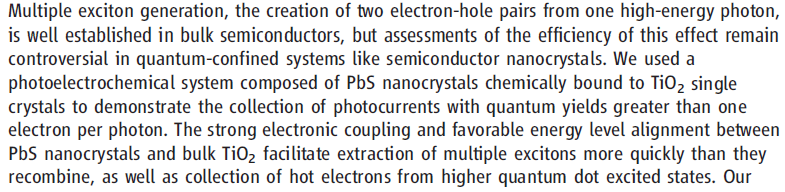 Multiple exciton generation, the creation of two electron-hole pairs from one high-energy photon,
is well established in bulk semiconductors, but assessments of the efficiency of this effect remain
controversial in quantum-confined systems like semiconductor nanocrystals. We used a
photoelectrochemical system composed of PbS nanocrystals chemically bound to TiO₂ single
crystals to demonstrate the collection of photocurrents with quantum yields greater than one
electron per photon. The strong electronic coupling and favorable energy level alignment between
PbS nanocrystals and bulk TiO₂ facilitate extraction of multiple excitons more quickly than they
recombine, as well as collection of hot electrons from higher quantum dot excited states. Our